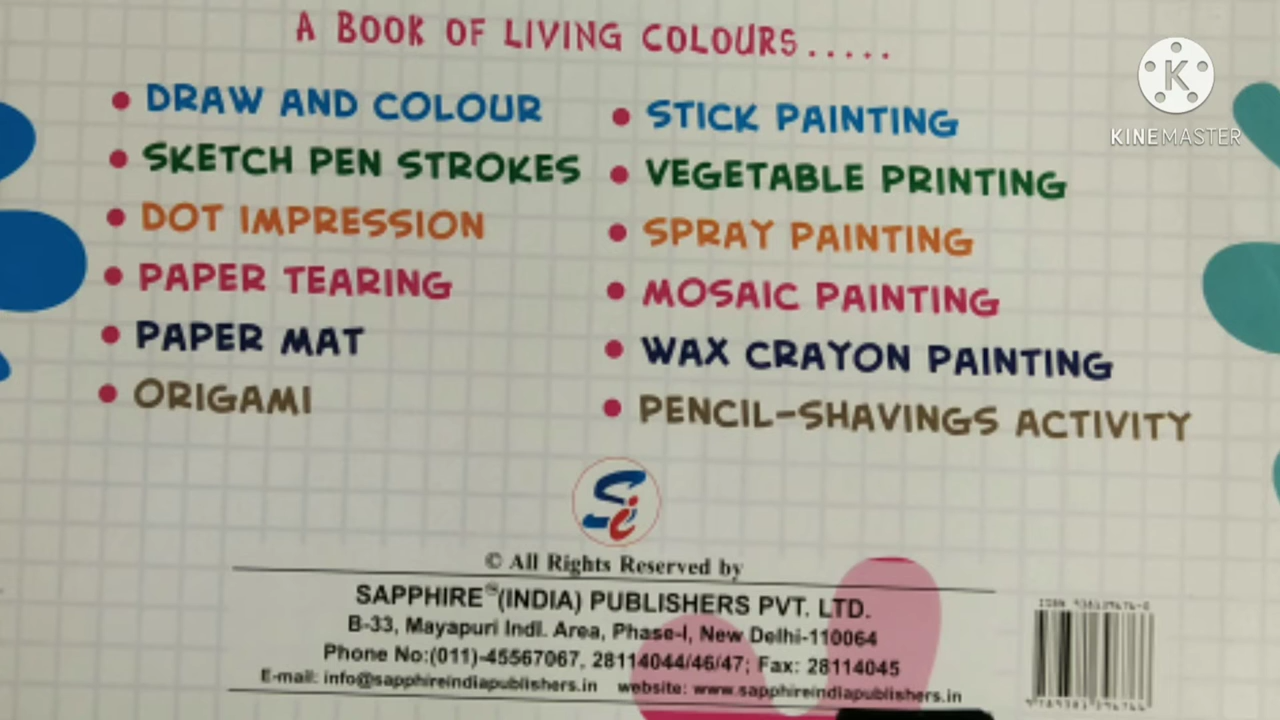 A BOOK OF LIVING COLOURS.....
K
KINEMASTER
• DRAW AND COLOUR
• SKETCH PEN STROKES
• DOT IMPRESSION
• PAPER TEARING
• PAPER MAT
• ORIGAMI
• STICK PAINTING
• VEGETABLE PRINTING
• SPRAY PAINTING
• MOSAIC PAINTING
• WAX CRAYON PAINTING
• PENCIL-SHAVINGS ACTIVITY
Si
© All Rights Reserved by
SAPPHIRE (INDIA) PUBLISHERS PVT. LTD.
B-33, Mayapuri Indl. Area, Phase-I, New Delhi-110064
Phone No:(011)-45567067, 28114044/46/47; Fax: 28114045
E-mail: info@sapphireindiapublishers.in website: www.sapphireindiapublishers.in
ISBN